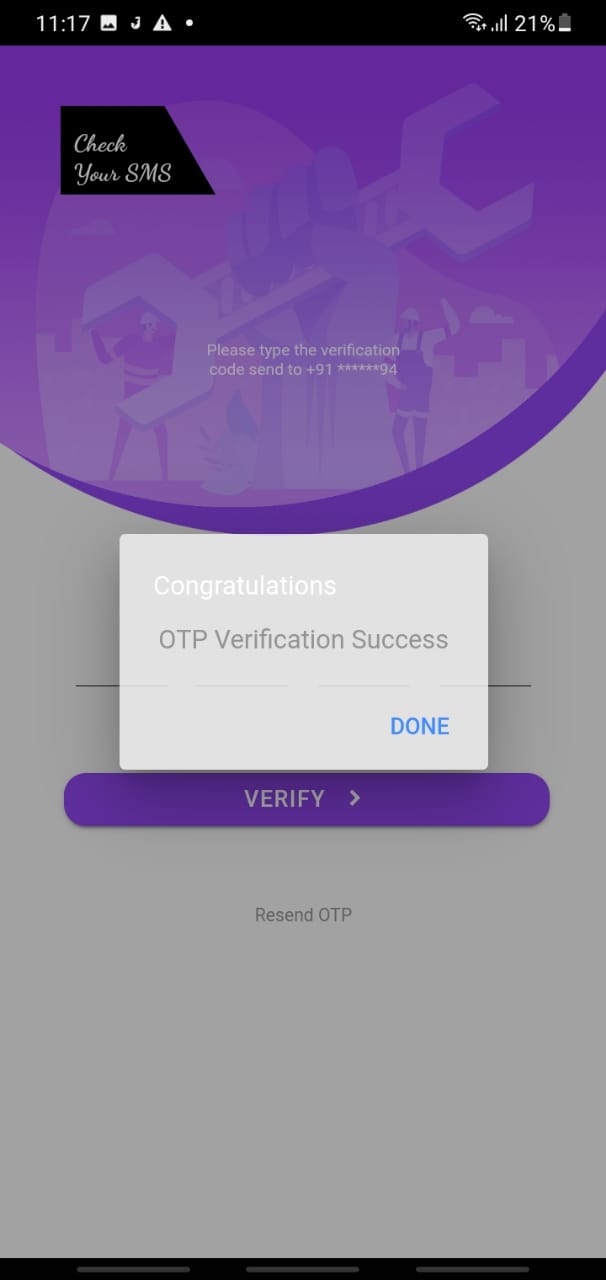 11:17 21%
Check
Your SMS
Please type the verification
code send to +91 ******94
Congratulations
OTP Verification Success
DONE
VERIFY
Resend OTP